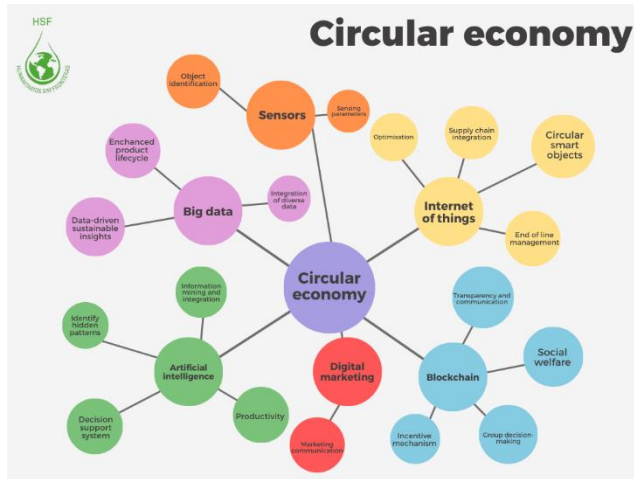 HSF
HUMANITARIOS SIN FRONTERAS
Circular economy
Object
identification
Sensors
parameters
Optimisation
Supply chain
integration
Circular
smart
objects
Enchanced
product
lifecycle
Big data
Integration
of diverse
data
Data-driven
sustainable
insights
Internet
of things
End of line
management
Circular
economy
Information
mining and
integration
Identify
hidden
patterns
Artificial
intelligence
Decision
support
system
Productivity
Digital
marketing
Marketing
communication
Transparency and
communication
Blockchain
Social
welfare
Incentive
mechanism
Group decision-
making